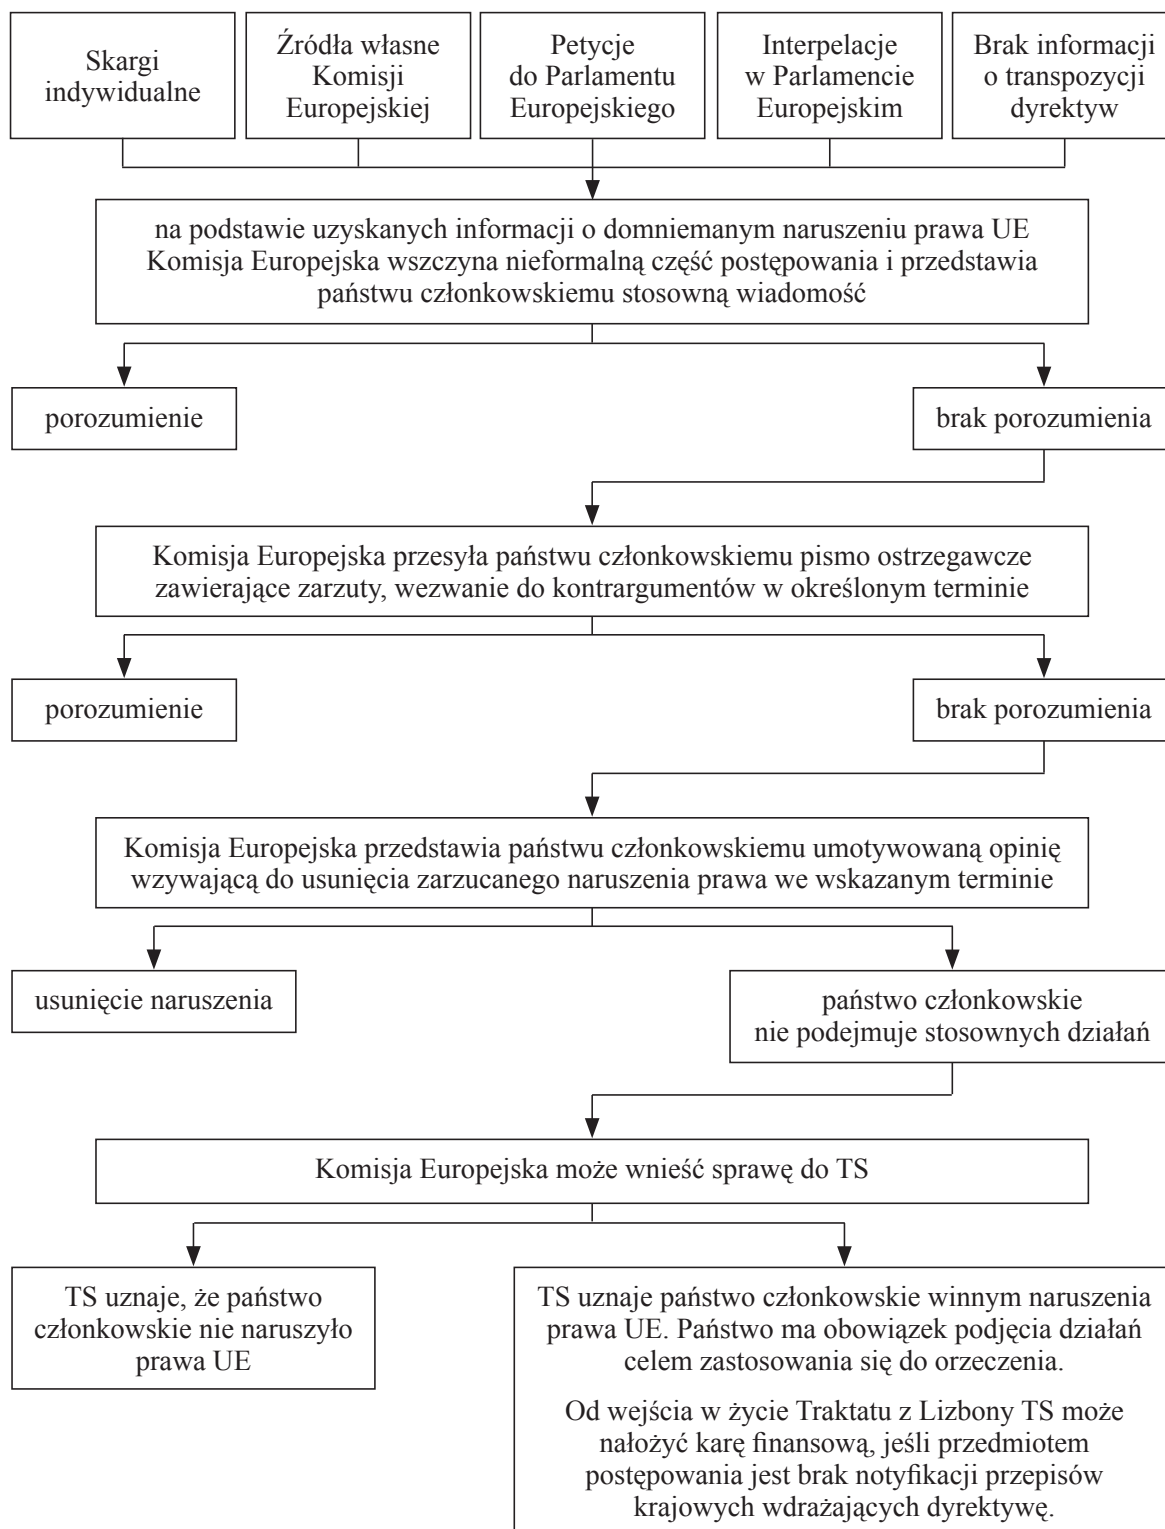 Skargi
indywidualne
Źródła własne
Komisji
Europejskiej
Petycje
do Parlamentu
Europejskiego
Interpelacje
w Parlamencie
Europejskim
Brak informacji
o transpozycji
dyrektyw
na podstawie uzyskanych informacji o domniemanym naruszeniu prawa UE
Komisja Europejska wszczyna nieformalną część postępowania i przedstawia
państwu członkowskiemu stosowną wiadomość
porozumienie
brak porozumienia
Komisja Europejska przesyła państwu członkowskiemu pismo ostrzegawcze
zawierające zarzuty, wezwanie do kontrargumentów w określonym terminie
porozumienie
brak porozumienia
Komisja Europejska przedstawia państwu członkowskiemu umotywowaną opinię
wzywającą do usunięcia zarzucanego naruszenia prawa we wskazanym terminie
usunięcie naruszenia
państwo członkowskie
nie podejmuje stosownych działań
Komisja Europejska może wnieść sprawę do TS
TS uznaje, że państwo
członkowskie nie naruszyło
prawa UE
TS uznaje państwo członkowskie winnym naruszenia
prawa UE. Państwo ma obowiązek podjęcia działań
celem zastosowania się do orzeczenia.
Od wejścia w życie Traktatu z Lizbony TS może
nałożyć karę finansową, jeśli przedmiotem
postępowania jest brak notyfikacji przepisów
krajowych wdrażających dyrektywę.